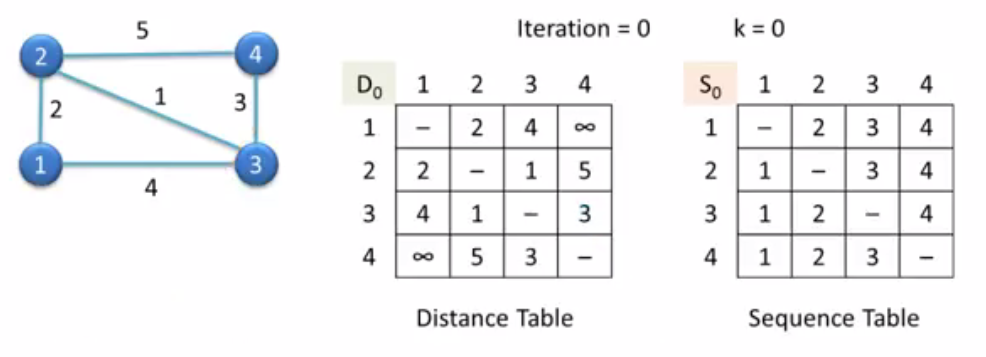 5
Iteration = 0 k = 0
2 4
D₀ 1 2 3 4 S₀ 1 2 3 4
2 1 3
1 – 2 4 ∞ 1 – 2 3 4
1 3
2 2 – 1 5 2 1 – 3 4
4
3 4 1 – 3 3 1 2 – 4
4 ∞ 5 3 – 4 1 2 3 –
Distance Table Sequence Table